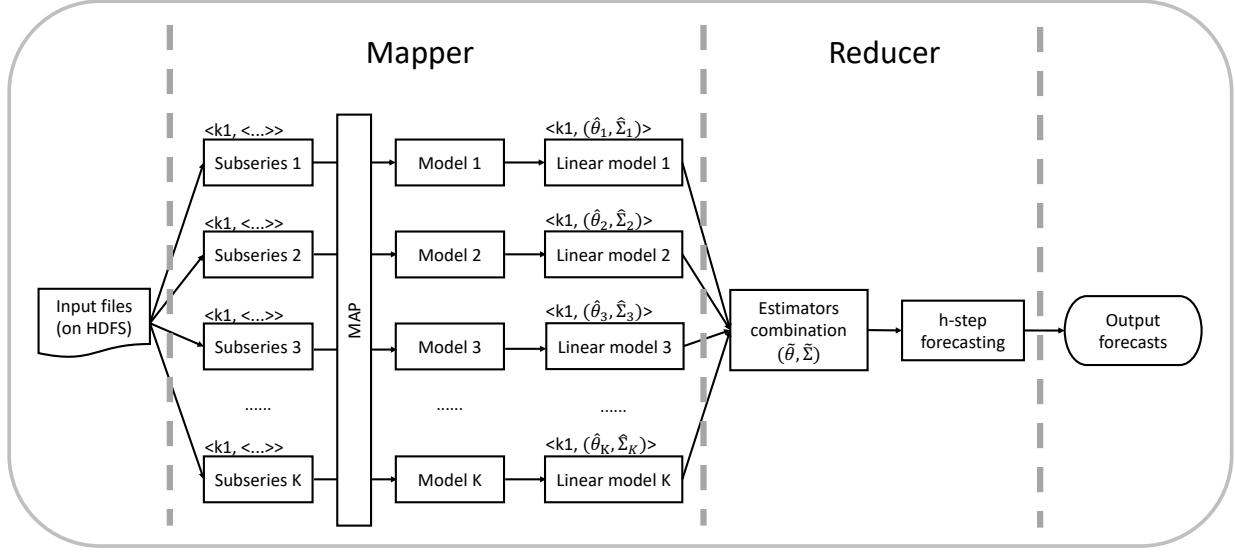 Mapper
Reducer
Input files
(on HDFS)
<k1, <...>>
Subseries 1
<k1, <...>>
Subseries 2
<k1, <...>>
Subseries 3
......
<k1, <...>>
Subseries K
MAP
Model 1
Model 2
Model 3
......
Model K
<k1, (θ̂₁, Σ̂₁)>
Linear model 1
<k1, (θ̂₂, Σ̂₂)>
Linear model 2
<k1, (θ̂₃, Σ̂₃)>
Linear model 3
......
<k1, (θ̂_K, Σ̂_K)>
Linear model K
Estimators
combination
(θ̃, Σ̃)
h-step
forecasting
Output
forecasts